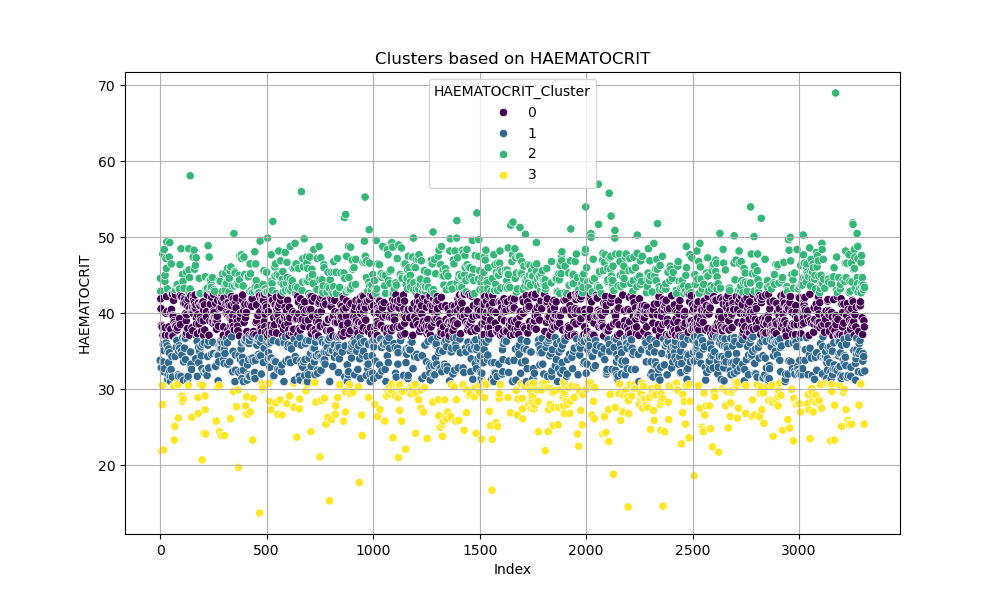 Clusters based on HAEMATOCRIT
HAEMATOCRIT_Cluster
0
1
2
3
HAEMATOCRIT
70
60
50
40
30
20
0 500 1000 1500 2000 2500 3000
Index